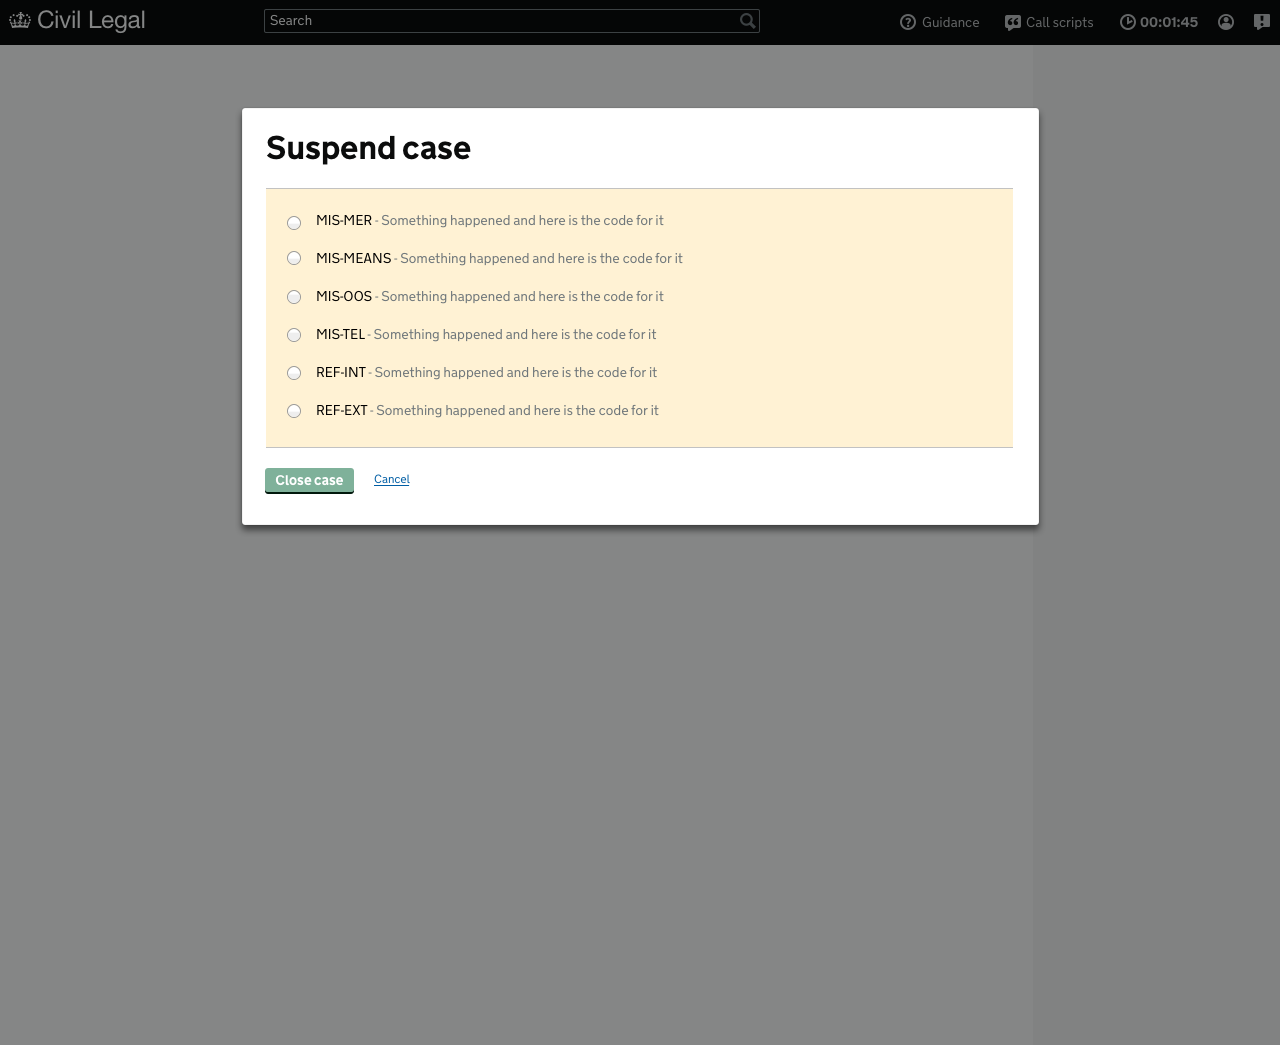 Civil Legal
Search
Guidance
Call scripts
00:01:45
Suspend case
MIS-MER - Something happened and here is the code for it
MIS-MEANS - Something happened and here is the code for it
MIS-OOS - Something happened and here is the code for it
MIS-TEL - Something happened and here is the code for it
REF-INT - Something happened and here is the code for it
REF-EXT - Something happened and here is the code for it
Close case
Cancel